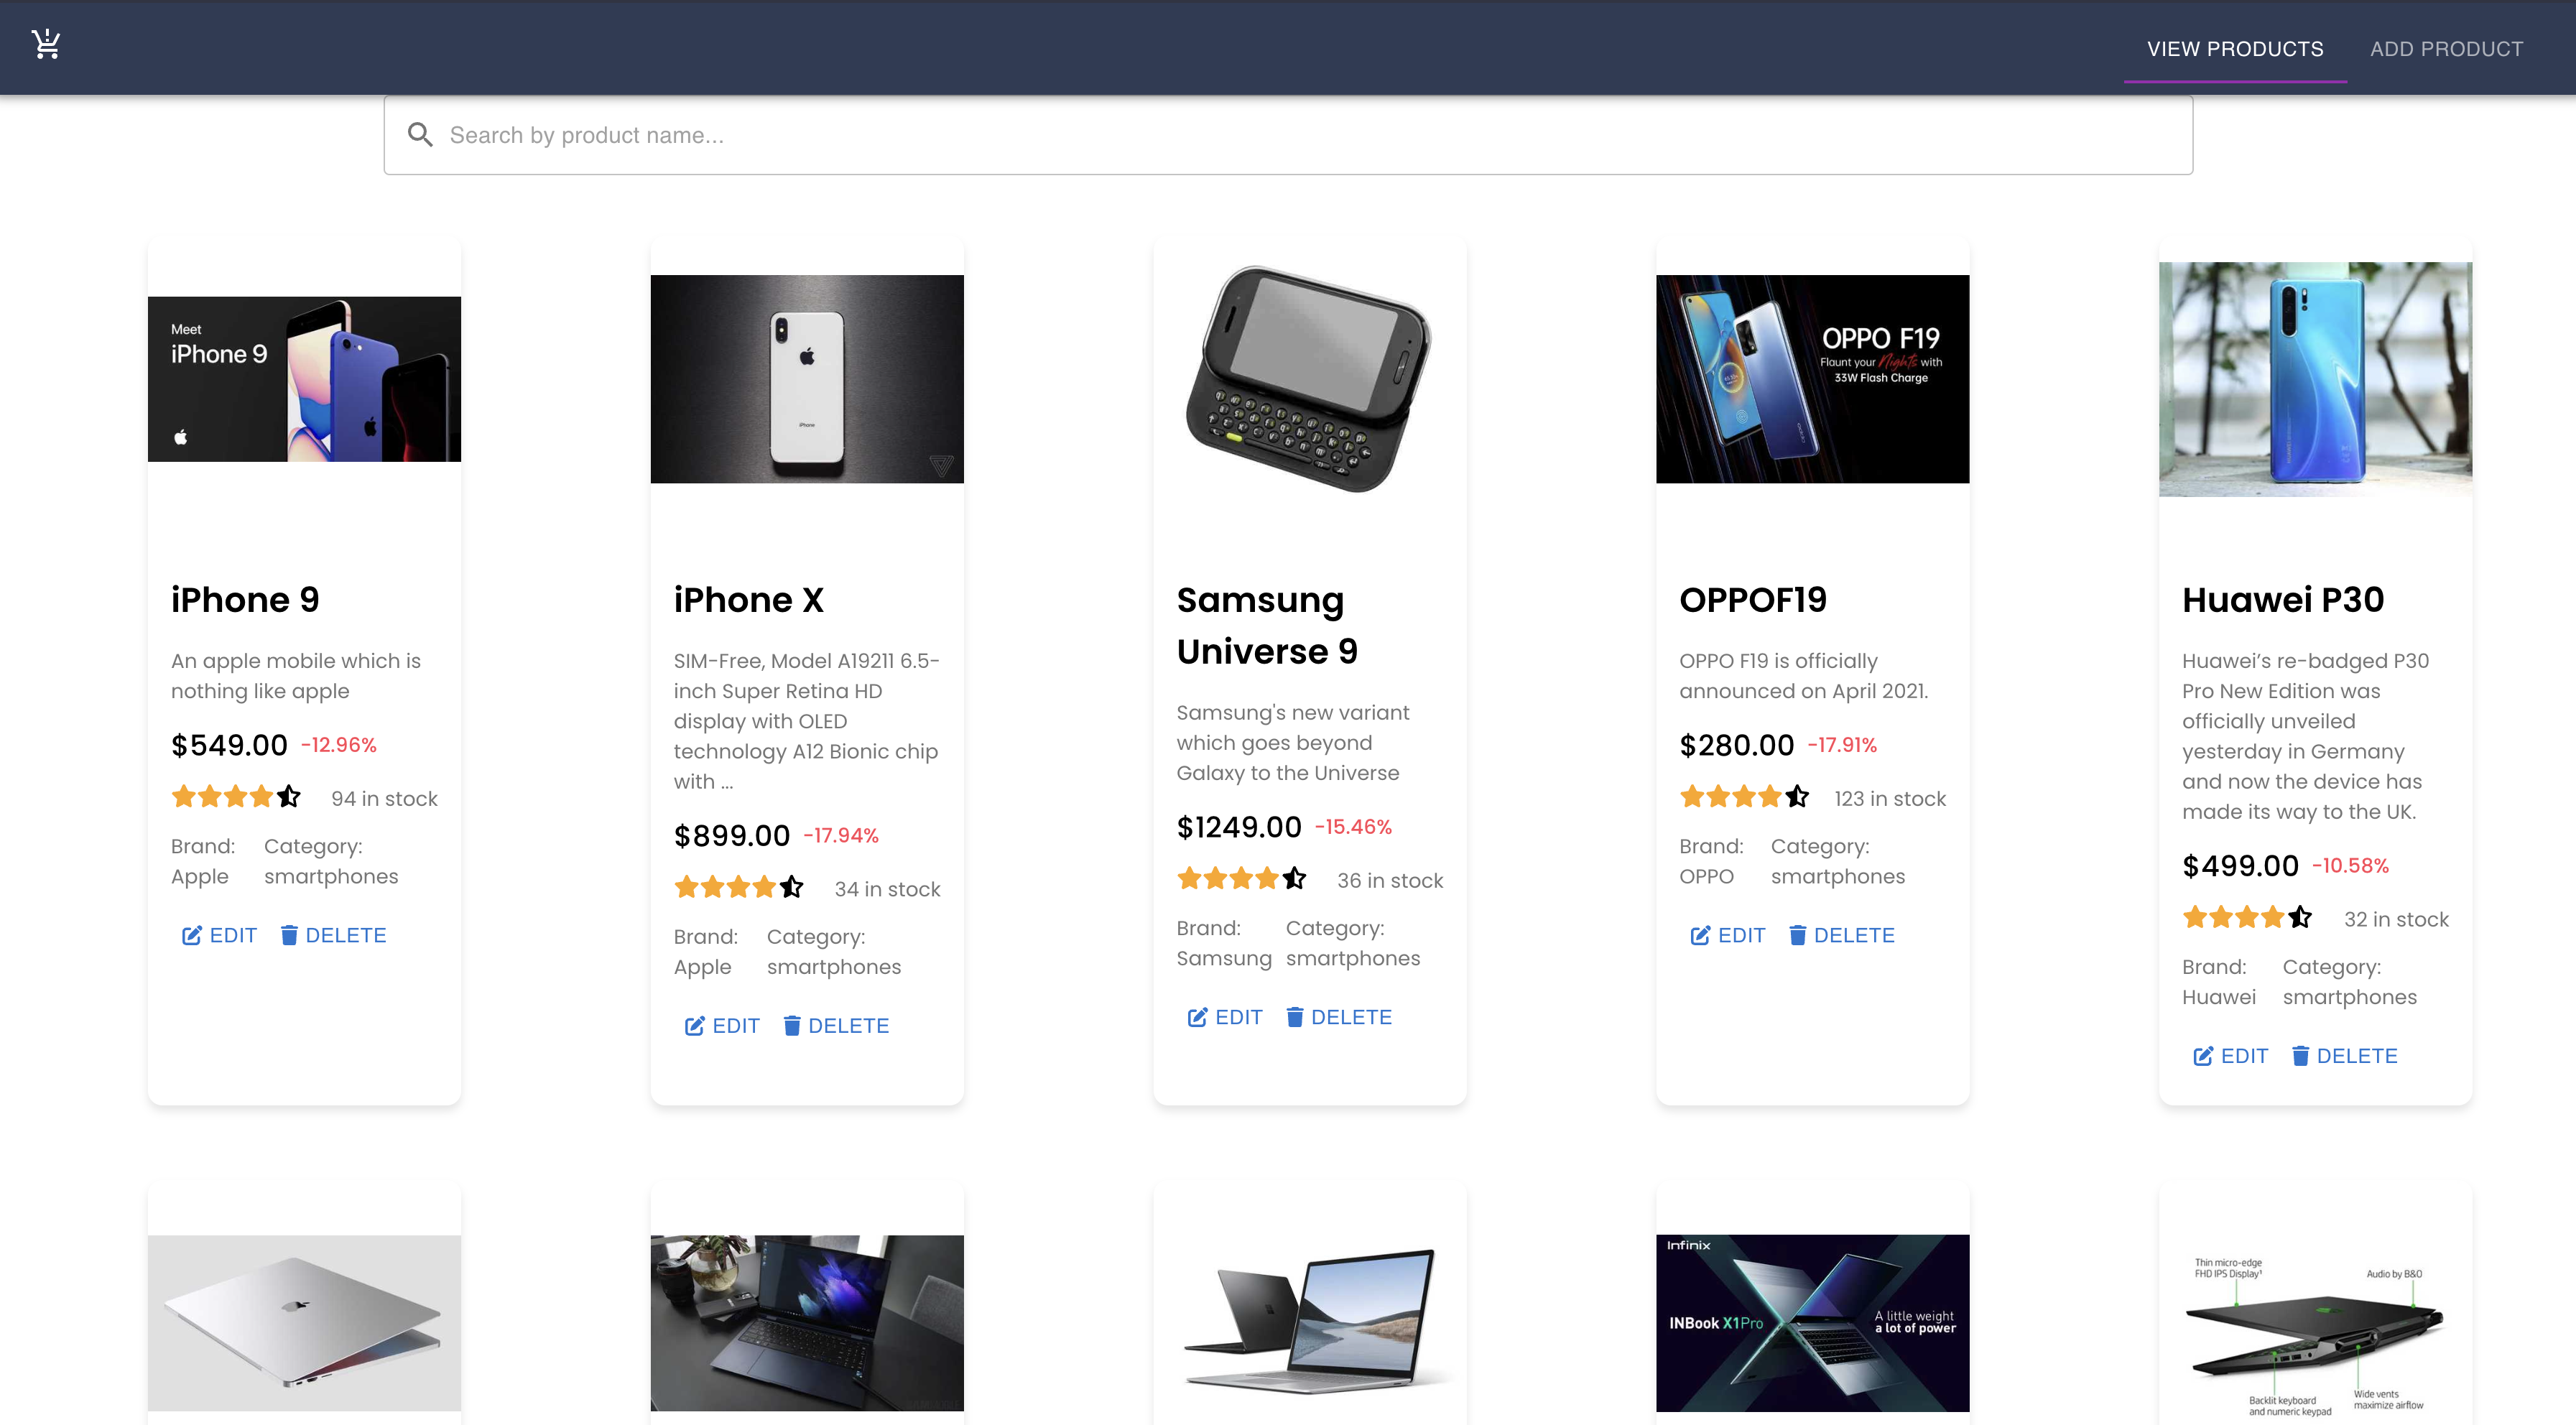 VIEW PRODUCTS
ADD PRODUCT
Search by product name...
Meet
iPhone 9
iPhone 9
An apple mobile which is
nothing like apple
$549.00 -12.96%
94 in stock
Brand:
Apple
Category:
smartphones
EDIT
DELETE
iPhone
iPhone X
SIM-Free, Model A19211 6.5-
inch Super Retina HD
display with OLED
technology A12 Bionic chip
with ...
$899.00 -17.94%
34 in stock
Brand:
Apple
Category:
smartphones
EDIT
DELETE
Samsung
Universe 9
Samsung's new variant
which goes beyond
Galaxy to the Universe
$1249.00 -15.46%
36 in stock
Brand:
Samsung
Category:
smartphones
EDIT
DELETE
OPPO F19
Flaunt your Nights with
33W Flash Charge
OPPOF19
OPPO F19 is officially
announced on April 2021.
$280.00 -17.91%
123 in stock
Brand:
OPPO
Category:
smartphones
EDIT
DELETE
Huawei P30
Huawei’s re-badged P30
Pro New Edition was
officially unveiled
yesterday in Germany
and now the device has
made its way to the UK.
$499.00 -10.58%
32 in stock
Brand:
Huawei
Category:
smartphones
EDIT
DELETE
Infinix
INBook X1Pro
A little weight
a lot of power
Thin micro-edge
FHD IPS Display¹
Audio by B&O
Backlit keyboard
and numeric keypad
Wide vents
maximize airflow